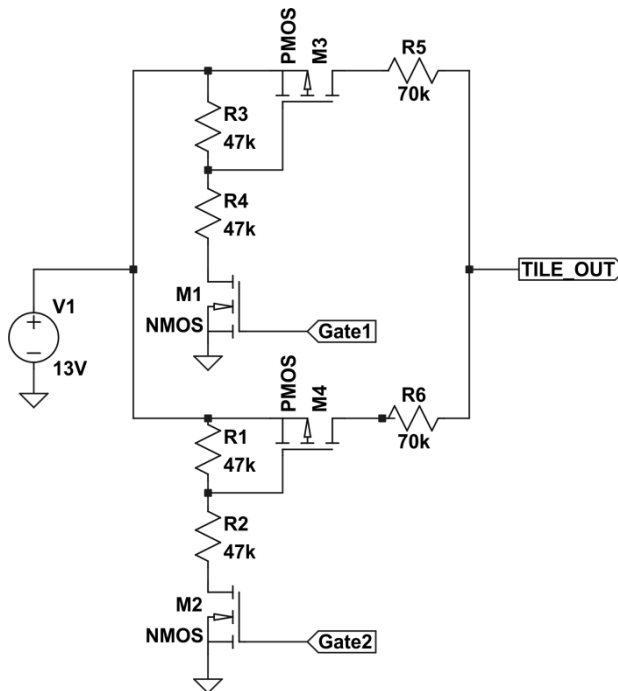 PMOS
M3
R5
70k
R3
47k
R4
47k
M1
NMOS
Gate1
TILE_OUT
V1
13V
PMOS
M4
R6
70k
R1
47k
R2
47k
M2
NMOS
Gate2